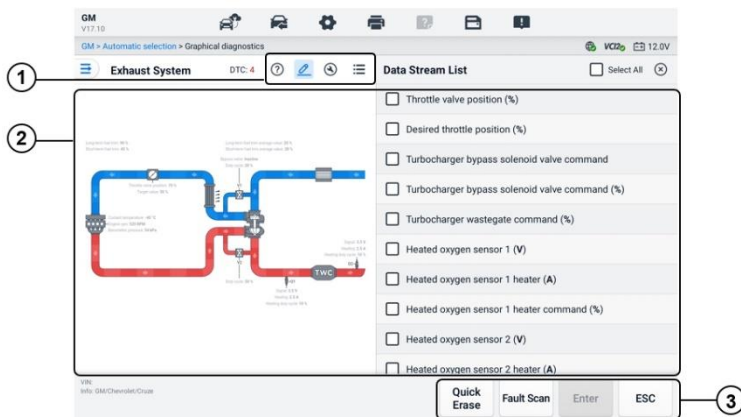 GM
V17.10
GM > Automatic selection > Graphical diagnostics
VCI 12.0V
Exhaust System DTC: 4
Data Stream List Select All
1
2
3
Throttle valve position (%)
Desired throttle position (%)
Turbocharger bypass solenoid valve command
Turbocharger bypass solenoid valve command (%)
Turbocharger wastegate command (%)
Heated oxygen sensor 1 (V)
Heated oxygen sensor 1 heater (A)
Heated oxygen sensor 1 heater command (%)
Heated oxygen sensor 2 (V)
Heated oxygen sensor 2 heater (A)
TWC
VIN:
Info: GM/Chevrolet/Cruze
Quick
Erase
Fault Scan
Enter
ESC